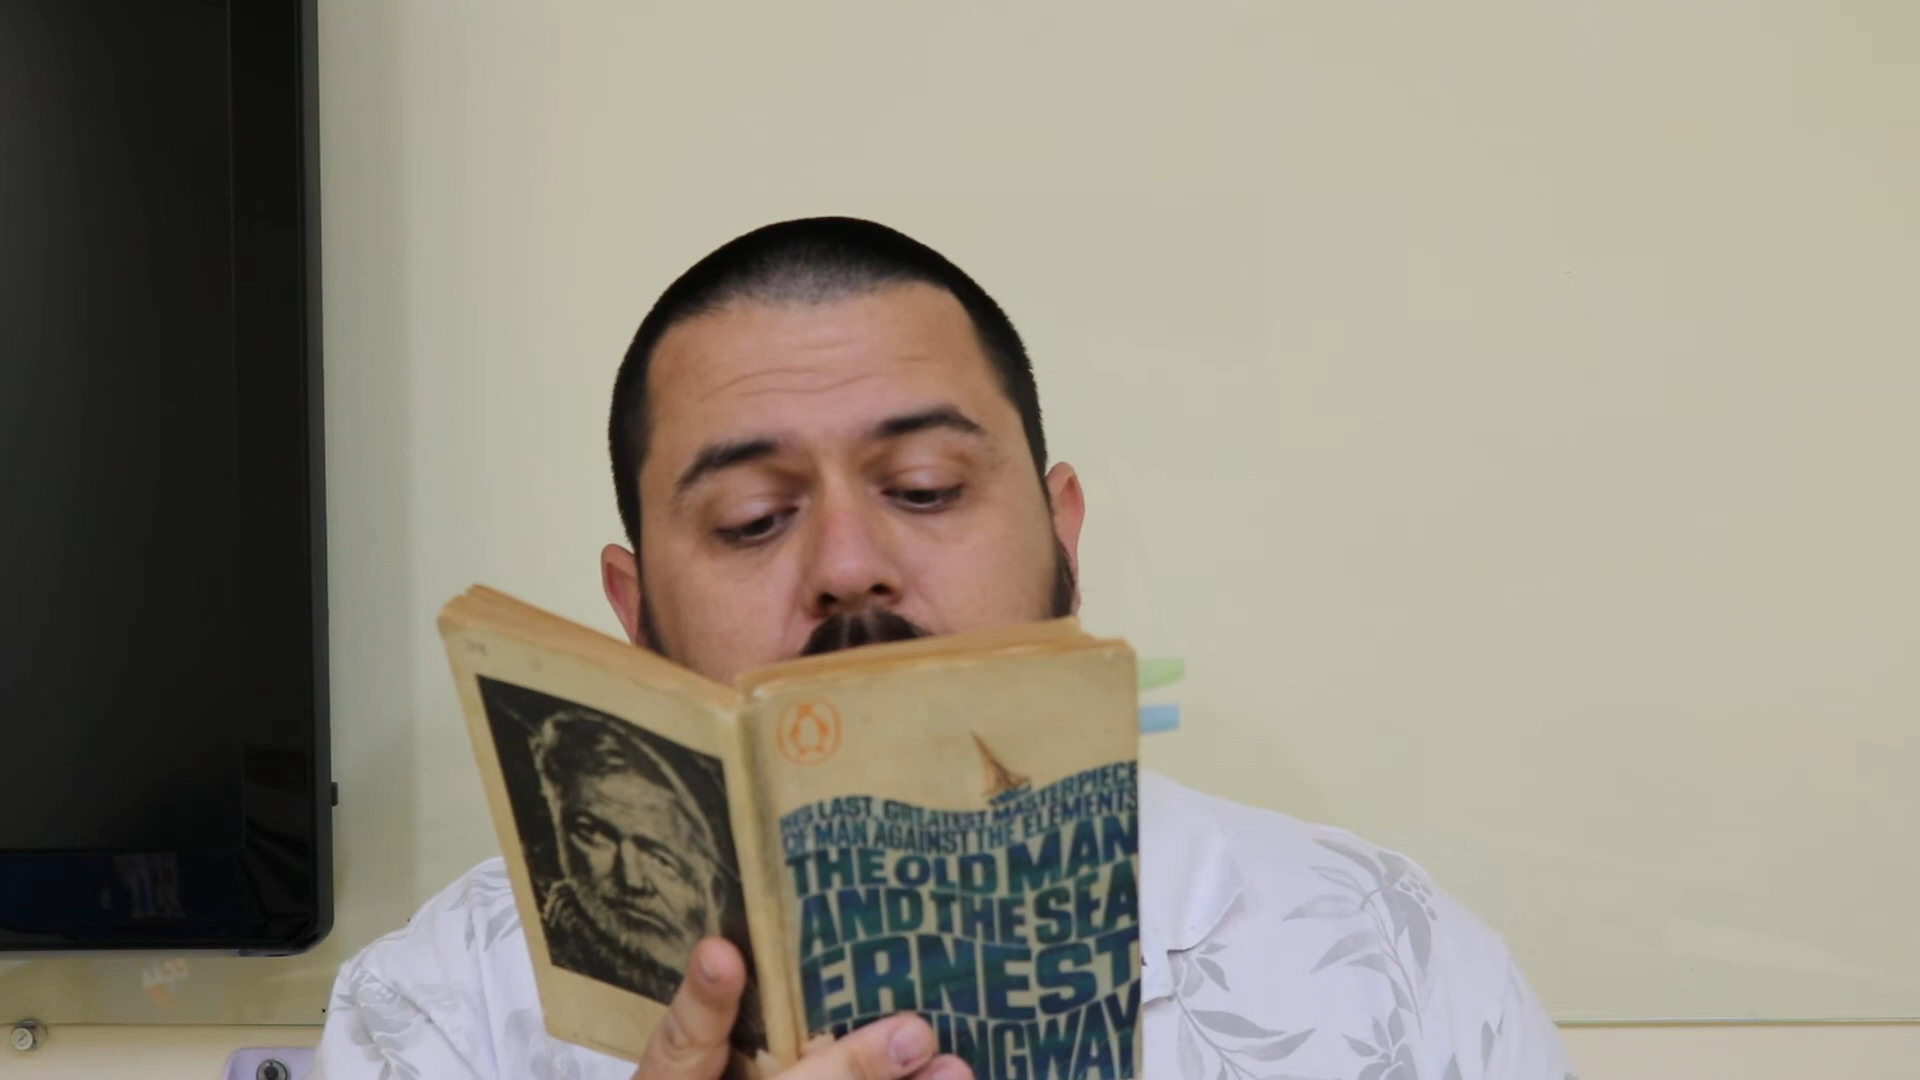 HIS LAST GREATEST MASTERPIECE
OF MAN AGAINST THE ELEMENTS
THE OLD MAN
AND THE SEA
ERNEST